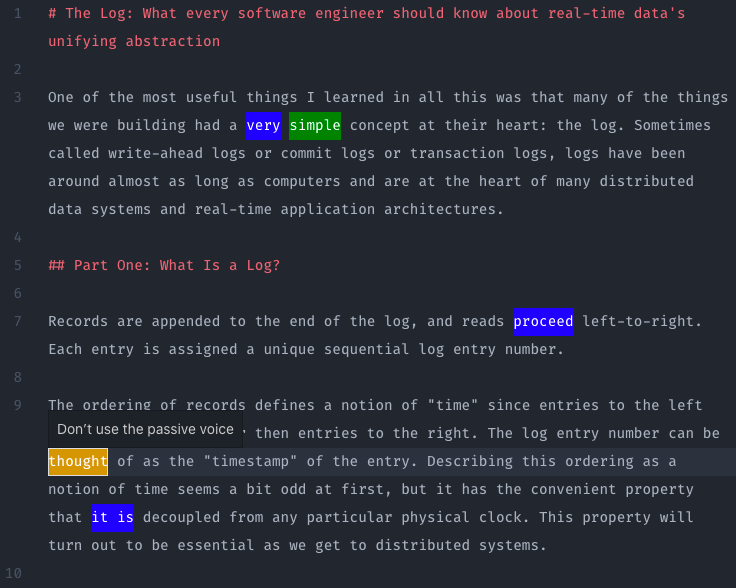 1 # The Log: What every software engineer should know about real-time data's
unifying abstraction
2
3 One of the most useful things I learned in all this was that many of the things
we were building had a very simple concept at their heart: the log. Sometimes
called write-ahead logs or commit logs or transaction logs, logs have been
around almost as long as computers and are at the heart of many distributed
data systems and real-time application architectures.
4
5 ## Part One: What Is a Log?
6
7 Records are appended to the end of the log, and reads proceed left-to-right.
Each entry is assigned a unique sequential log entry number.
8
9 The ordering of records defines a notion of "time" since entries to the left
Don't use the passive voice then entries to the right. The log entry number can be
thought of as the "timestamp" of the entry. Describing this ordering as a
notion of time seems a bit odd at first, but it has the convenient property
that it is decoupled from any particular physical clock. This property will
turn out to be essential as we get to distributed systems.
10